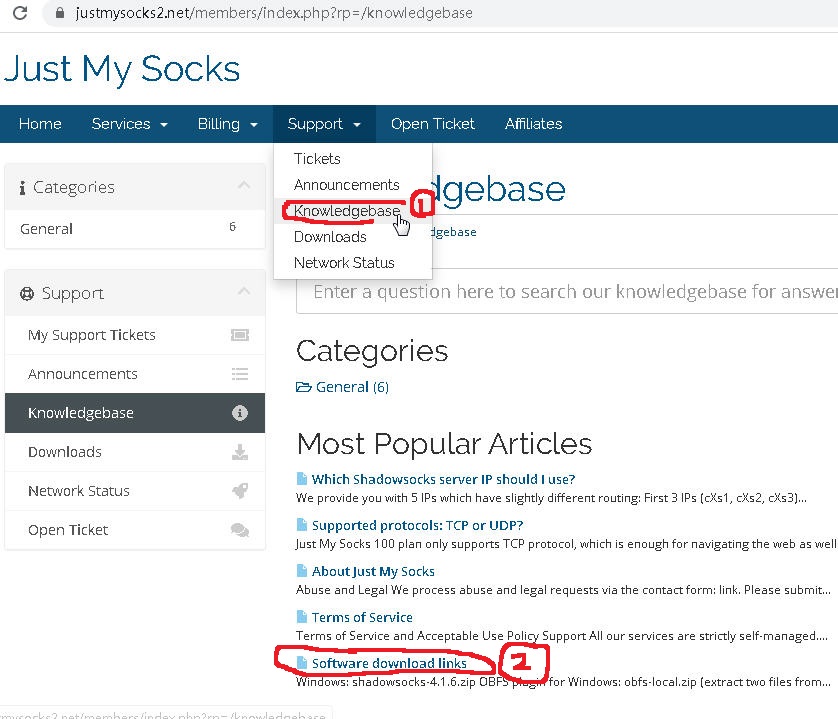 justmysocks2.net/members/index.php?rp=/knowledgebase
Just My Socks
Home Services Billing Support Open Ticket Affiliates
Tickets
Announcements
Knowledgebase 1
Downloads
Network Status
Categories
General 6
Support
My Support Tickets
Announcements
Knowledgebase
Downloads
Network Status
Open Ticket
dgebase
dgebase
Enter a question here to search our knowledgebase for answer
Categories
General (6)
Most Popular Articles
Which Shadowsocks server IP should I use?
We provide you with 5 IPs which have slightly different routing: First 3 IPs (cXs1, cXs2, cXs3)...
Supported protocols: TCP or UDP?
Just My Socks 100 plan only supports TCP protocol, which is enough for navigating the web as well
About Just My Socks
Abuse and Legal We process abuse and legal requests via the contact form: link. Please submit...
Terms of Service
Terms of Service and Acceptable Use Policy Support All our services are strictly self-managed....
Software download links 2
Windows: shadowsocks-4.1.6.zip OBFS plugin for Windows: obfs-local.zip (extract two files from...
mysocks2.net/members/index.php?rp=/knowledgebase